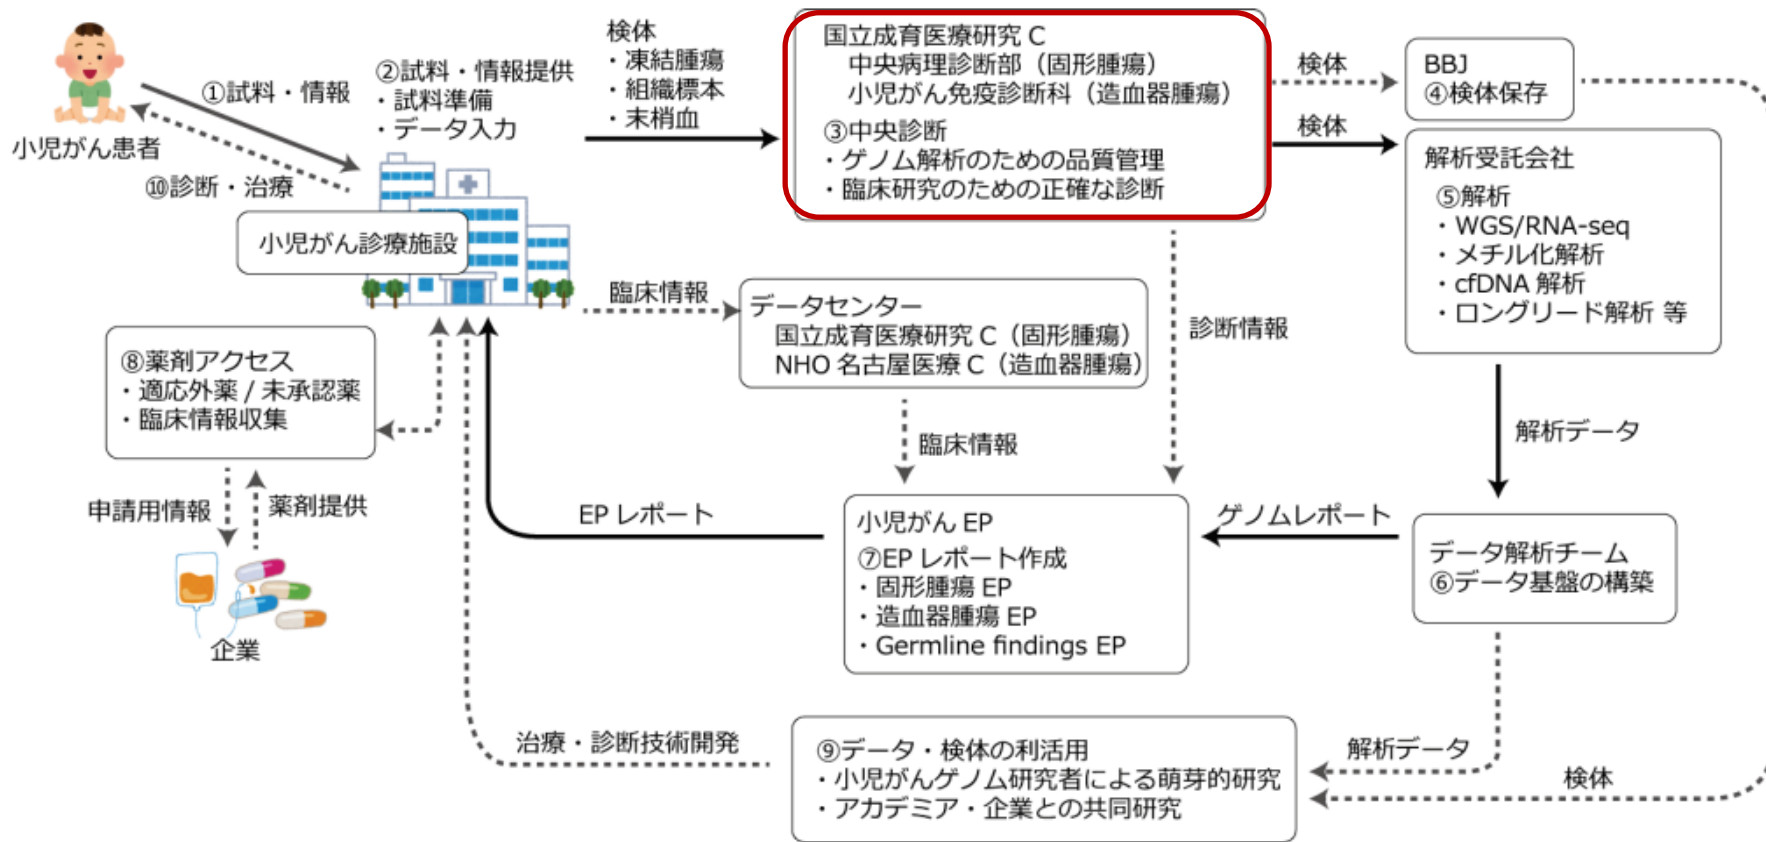 小児がん患者
①試料・情報
⑩診断・治療
②試料・情報提供
・試料準備
・データ入力
小児がん診療施設
検体
・凍結腫瘍
・組織標本
・末梢血
国立成育医療研究 C
中央病理診断部（固形腫瘍）
小児がん免疫診断科（造血器腫瘍）
③中央診断
・ゲノム解析のための品質管理
・臨床研究のための正確な診断
検体
BBJ
④検体保存
検体
解析受託会社
⑤解析
・WGS/RNA-seq
・メチル化解析
・cfDNA 解析
・ロングリード解析 等
臨床情報
データセンター
国立成育医療研究 C（固形腫瘍）
NHO 名古屋医療 C（造血器腫瘍）
診断情報
臨床情報
解析データ
⑧薬剤アクセス
・適応外薬 / 未承認薬
・臨床情報収集
申請用情報
薬剤提供
企業
EP レポート
小児がん EP
⑦EP レポート作成
・固形腫瘍 EP
・造血器腫瘍 EP
・Germline findings EP
ゲノムレポート
データ解析チーム
⑥データ基盤の構築
治療・診断技術開発
⑨データ・検体の利活用
・小児がんゲノム研究者による萌芽的研究
・アカデミア・企業との共同研究
解析データ
検体